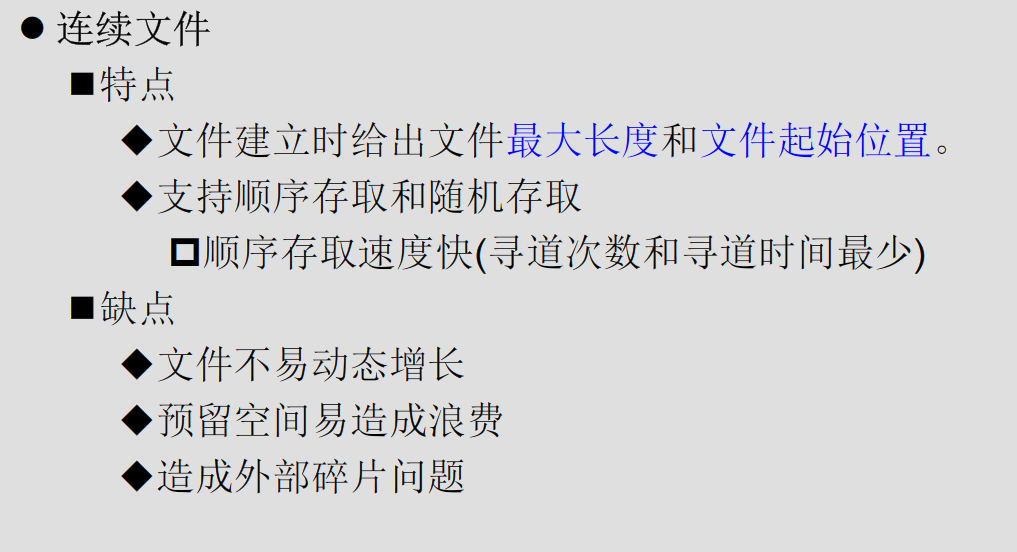 ● 连续文件
■特点
◆文件建立时给出文件最大长度和文件起始位置。
◆支持顺序存取和随机存取
顺序存取速度快(寻道次数和寻道时间最少)
■缺点
◆文件不易动态增长
◆预留空间易造成浪费
◆造成外部碎片问题